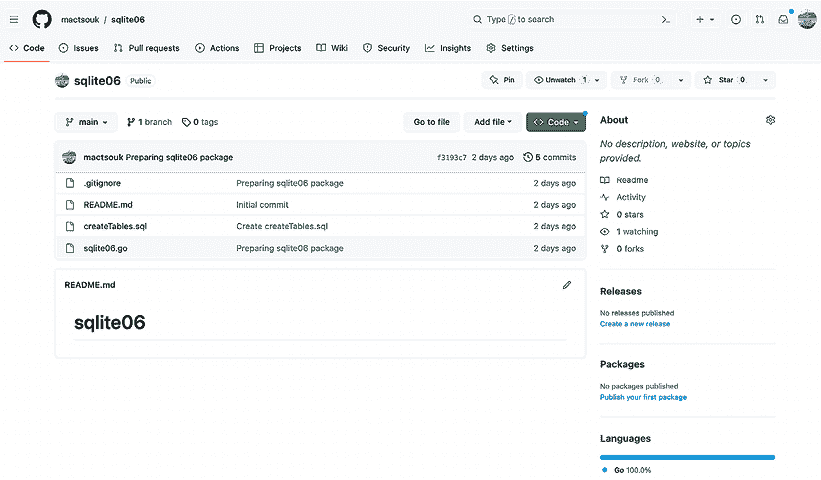 mactsouk / sqlite06
Type / to search
Code Issues Pull requests Actions Projects Wiki Security Insights Settings
sqlite06 Public
Pin Unwatch 1 Fork 0 Star 0
main 1 branch 0 tags Go to file Add file Code
mactsouk Preparing sqlite06 package f3193c7 2 days ago 5 commits
.gitignore Preparing sqlite06 package 2 days ago
README.md Initial commit 2 days ago
createTables.sql Create createTables.sql 2 days ago
sqlite06.go Preparing sqlite06 package 2 days ago
README.md
sqlite06
About
No description, website, or topics
provided.
Readme
Activity
0 stars
1 watching
0 forks
Releases
No releases published
Create a new release
Packages
No packages published
Publish your first package
Languages
Go 100.0%